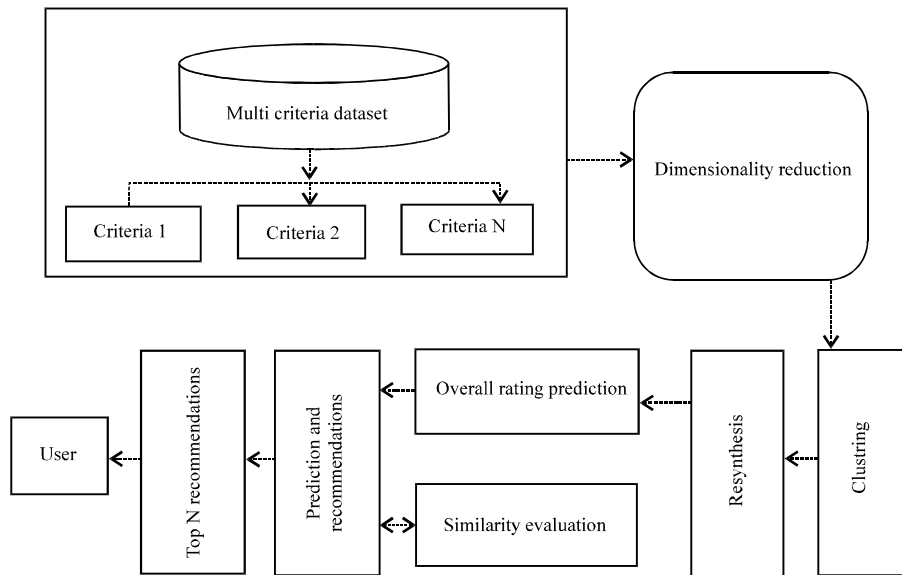 Multi criteria dataset
Criteria 1
Criteria 2
Criteria N
Dimensionality reduction
User
Top N recommendations
Prediction and
recommendations
Overall rating prediction
Similarity evaluation
Resynthesis
Clustring